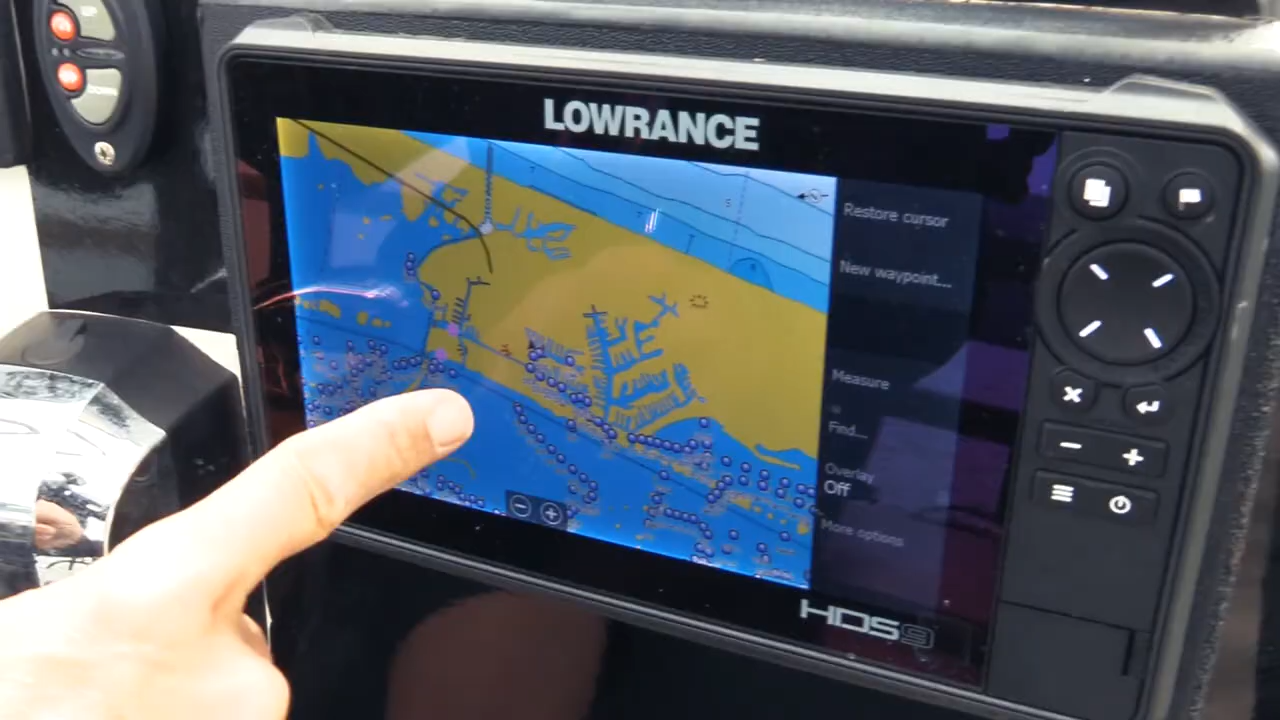 LOWRANCE
Restore cursor
New waypoint...
Measure
Find...
Overlay
Off
More options
HDS9